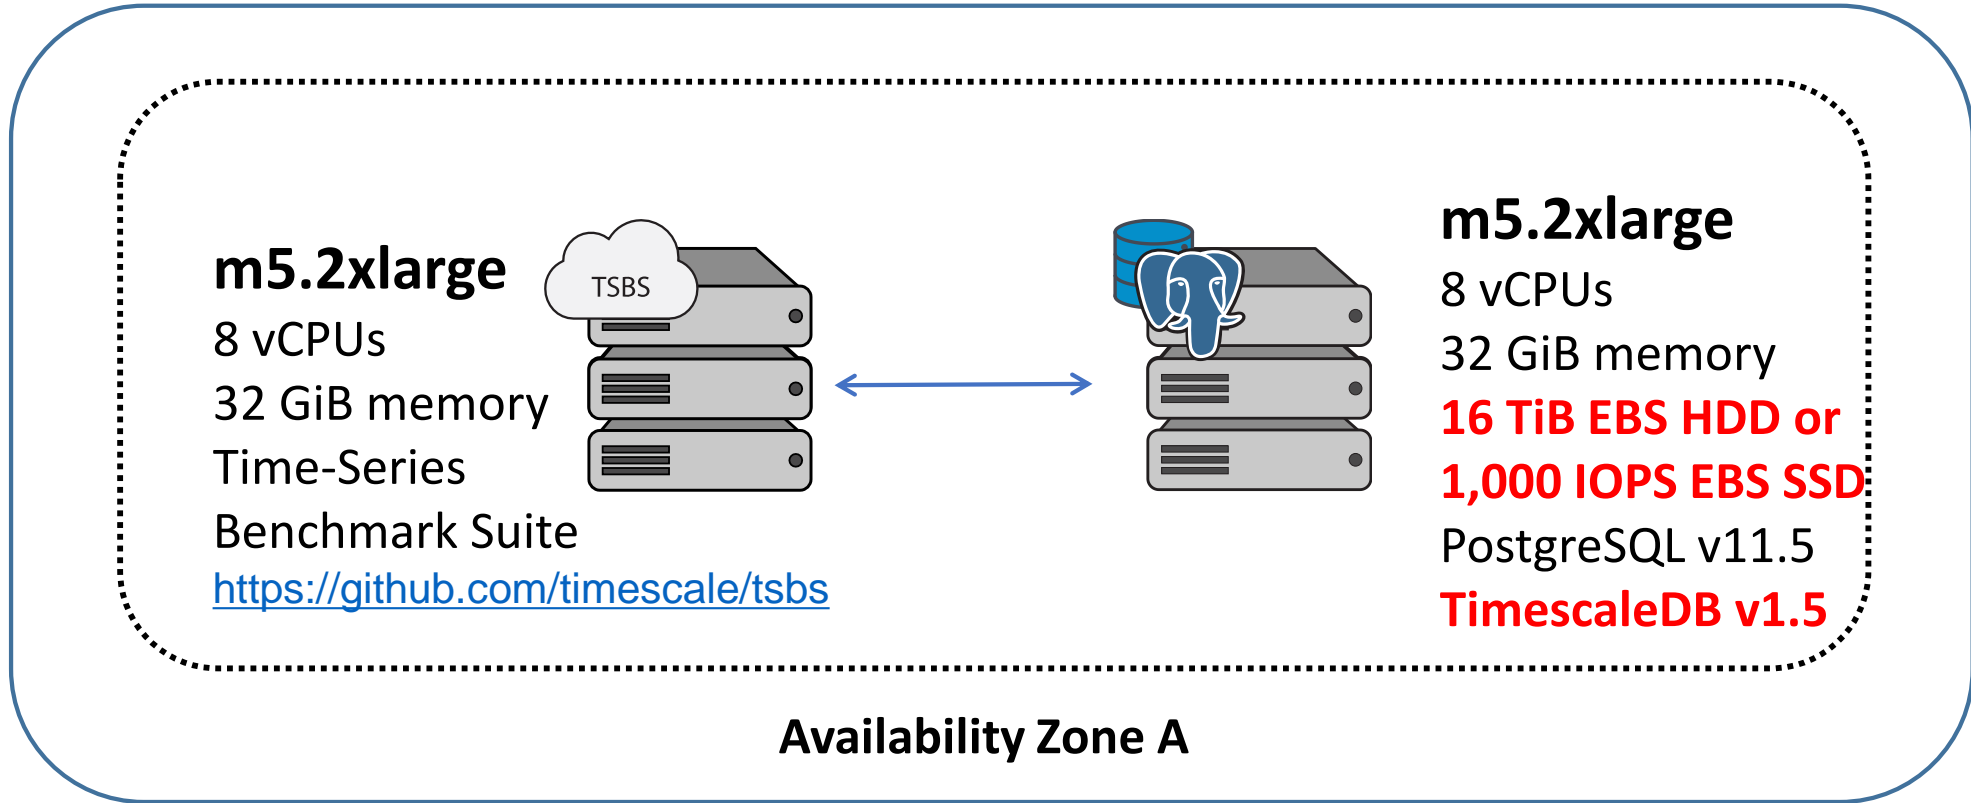 m5.2xlarge
8 vCPUs
32 GiB memory
Time-Series
Benchmark Suite
https://github.com/timescale/tsbs
TSBS
m5.2xlarge
8 vCPUs
32 GiB memory
16 TiB EBS HDD or
1,000 IOPS EBS SSD
PostgreSQL v11.5
TimescaleDB v1.5
Availability Zone A